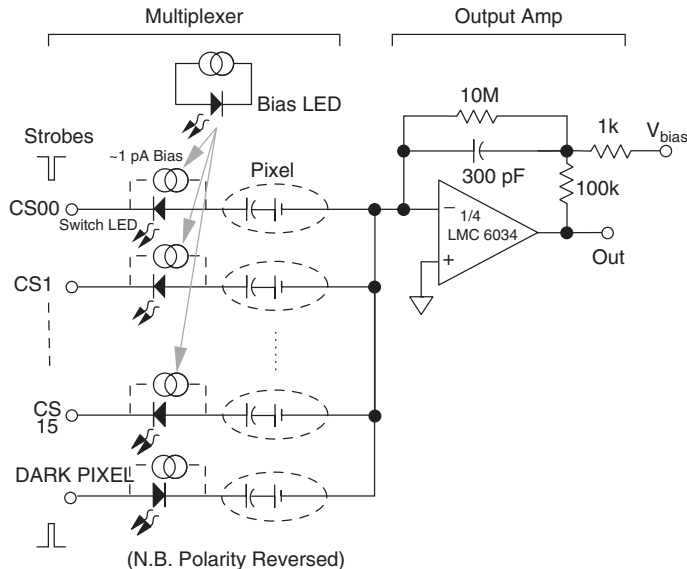 Multiplexer
Output Amp
Bias LED
10M
1k
V_bias
Strobes
~1 pA Bias
Pixel
300 pF
100k
CS00
Switch LED
−
1/4
LMC 6034
+
Out
CS1
CS
15
DARK PIXEL
(N.B. Polarity Reversed)